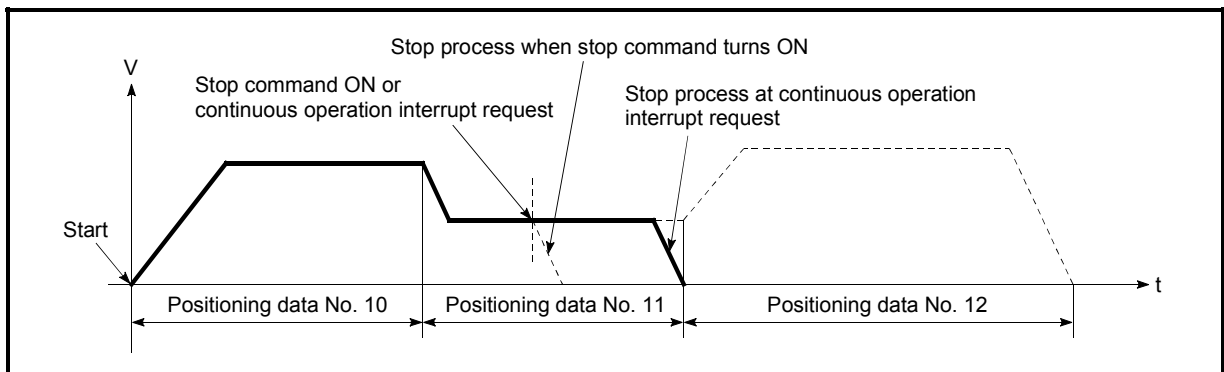 Stop process when stop command turns ON
V
Stop command ON or
continuous operation interrupt request
Stop process at continuous operation
interrupt request
Start
t
Positioning data No. 10
Positioning data No. 11
Positioning data No. 12